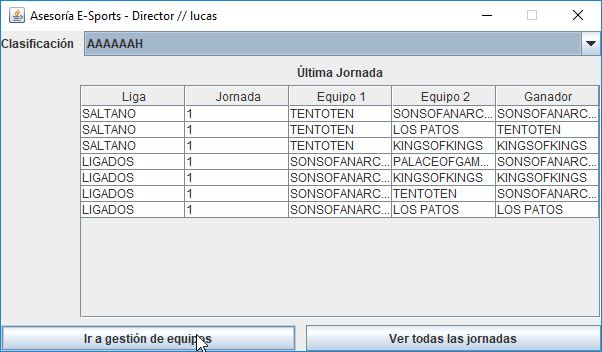 Asesoría E-Sports - Director // lucas
Clasificación AAAAAAH
Última Jornada
Liga Jornada Equipo 1 Equipo 2 Ganador
SALTANO 1 TENTOTEN SONSOFANARC... SONSOFANARC...
SALTANO 1 TENTOTEN LOS PATOS TENTOTEN
SALTANO 1 TENTOTEN KINGSOFKINGS KINGSOFKINGS
LIGADOS 1 SONSOFANARC... PALACEOFGAM... SONSOFANARC...
LIGADOS 1 SONSOFANARC... KINGSOFKINGS KINGSOFKINGS
LIGADOS 1 SONSOFANARC... TENTOTEN SONSOFANARC...
LIGADOS 1 SONSOFANARC... LOS PATOS LOS PATOS
Ir a gestión de equipos Ver todas las jornadas